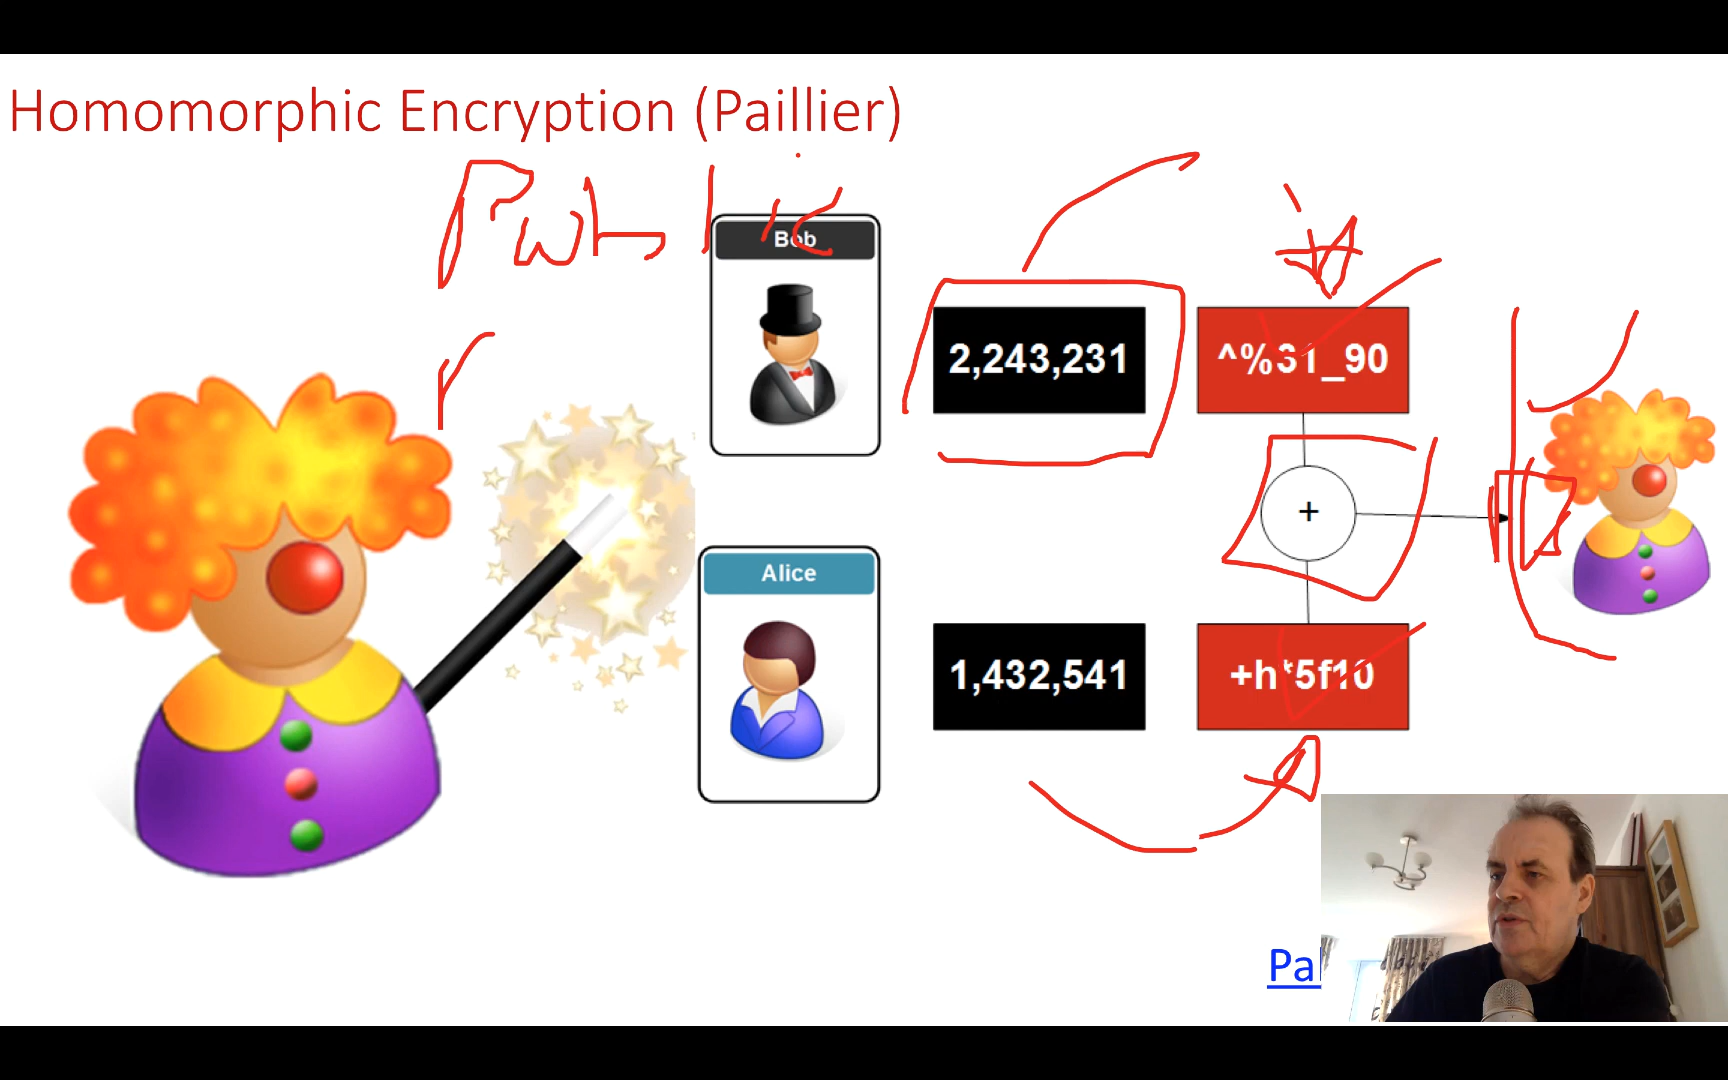 Homomorphic Encryption (Paillier)
Public
Bob
2,243,231
^%31_90
r
+
Alice
1,432,541
+h*5f10
Pa